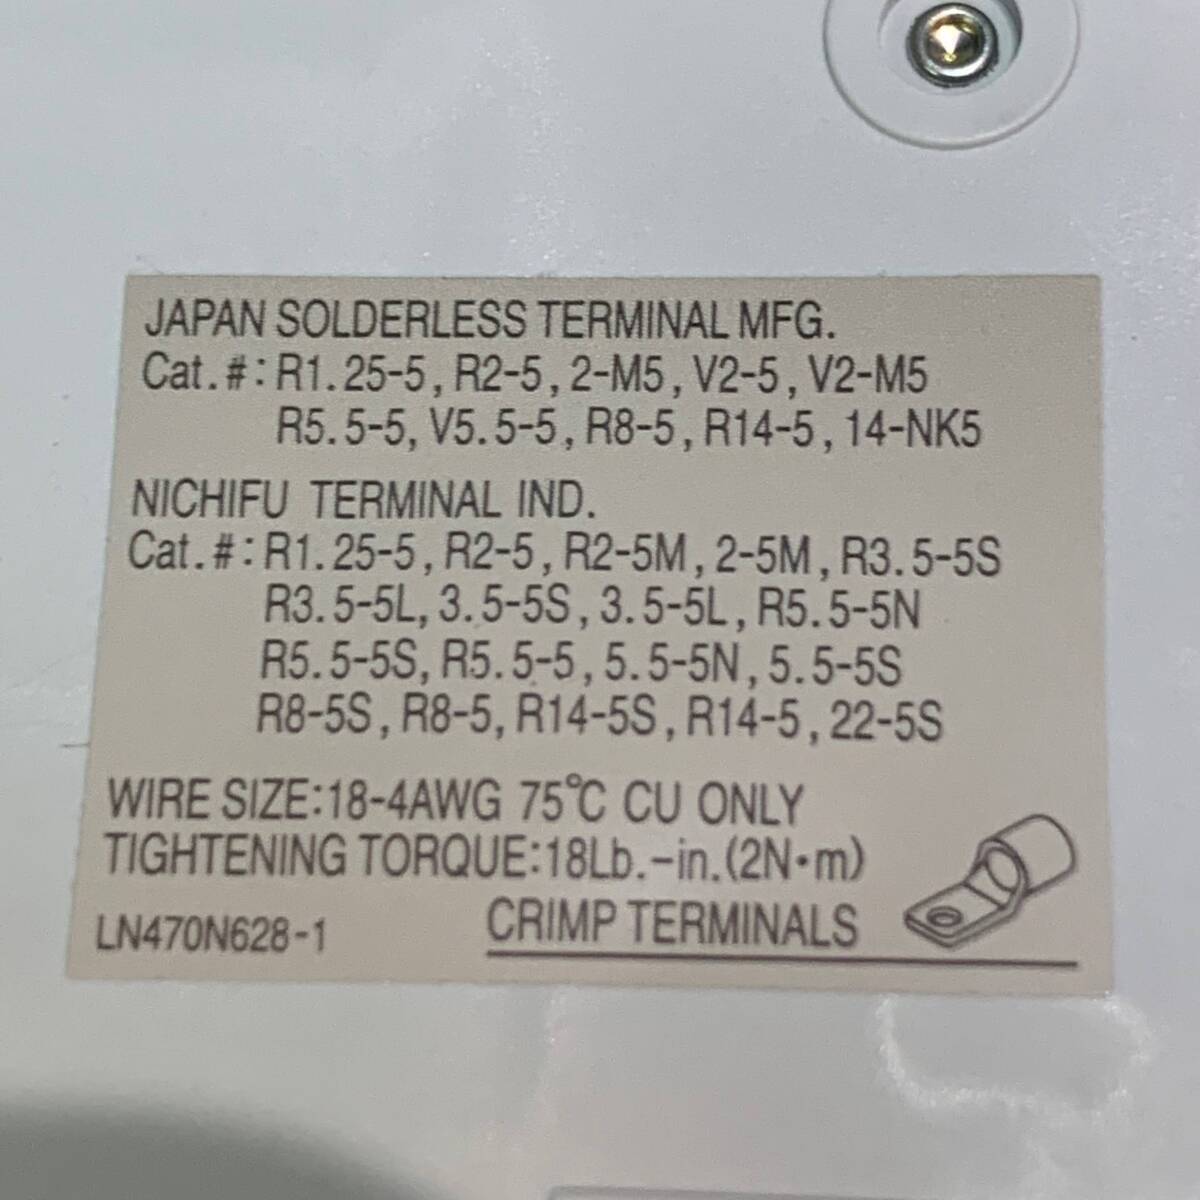 JAPAN SOLDERLESS TERMINAL MFG.
Cat.#: R1.25-5, R2-5, 2-M5, V2-5, V2-M5
R5.5-5, V5.5-5, R8-5, R14-5, 14-NK5
NICHIFU TERMINAL IND.
Cat.#: R1.25-5, R2-5, R2-5M, 2-5M, R3.5-5S
R3.5-5L, 3.5-5S, 3.5-5L, R5.5-5N
R5.5-5S, R5.5-5, 5.5-5N, 5.5-5S
R8-5S, R8-5, R14-5S, R14-5, 22-5S
WIRE SIZE:18-4AWG 75℃ CU ONLY
TIGHTENING TORQUE:18Lb.-in.(2N・m)
LN470N628-1 CRIMP TERMINALS